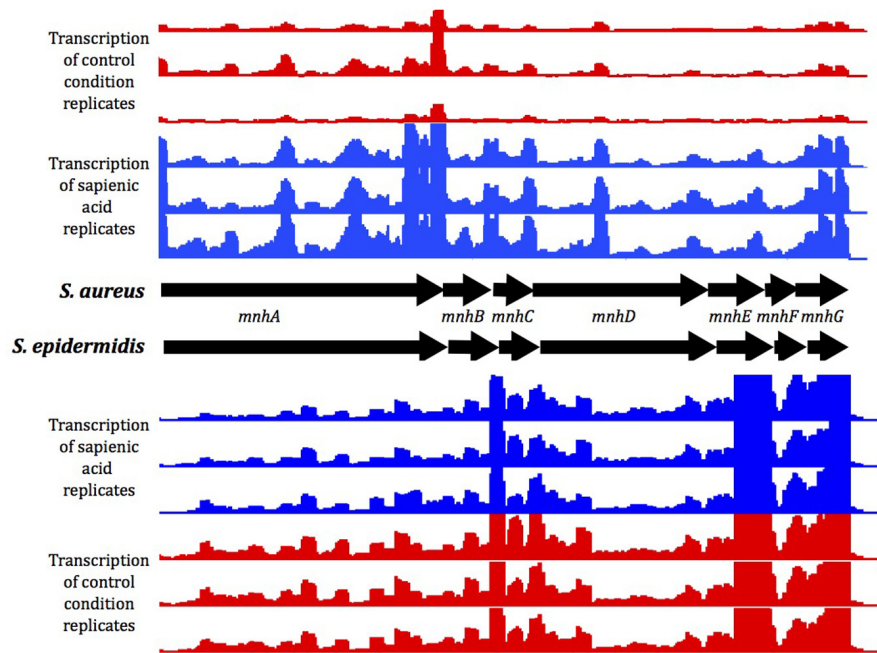 Transcription
of control
condition
replicates
Transcription
of sapienic
acid
replicates
S. aureus
mnhA mnhB mnhC mnhD mnhE mnhF mnhG
S. epidermidis
Transcription
of sapienic
acid
replicates
Transcription
of control
condition
replicates